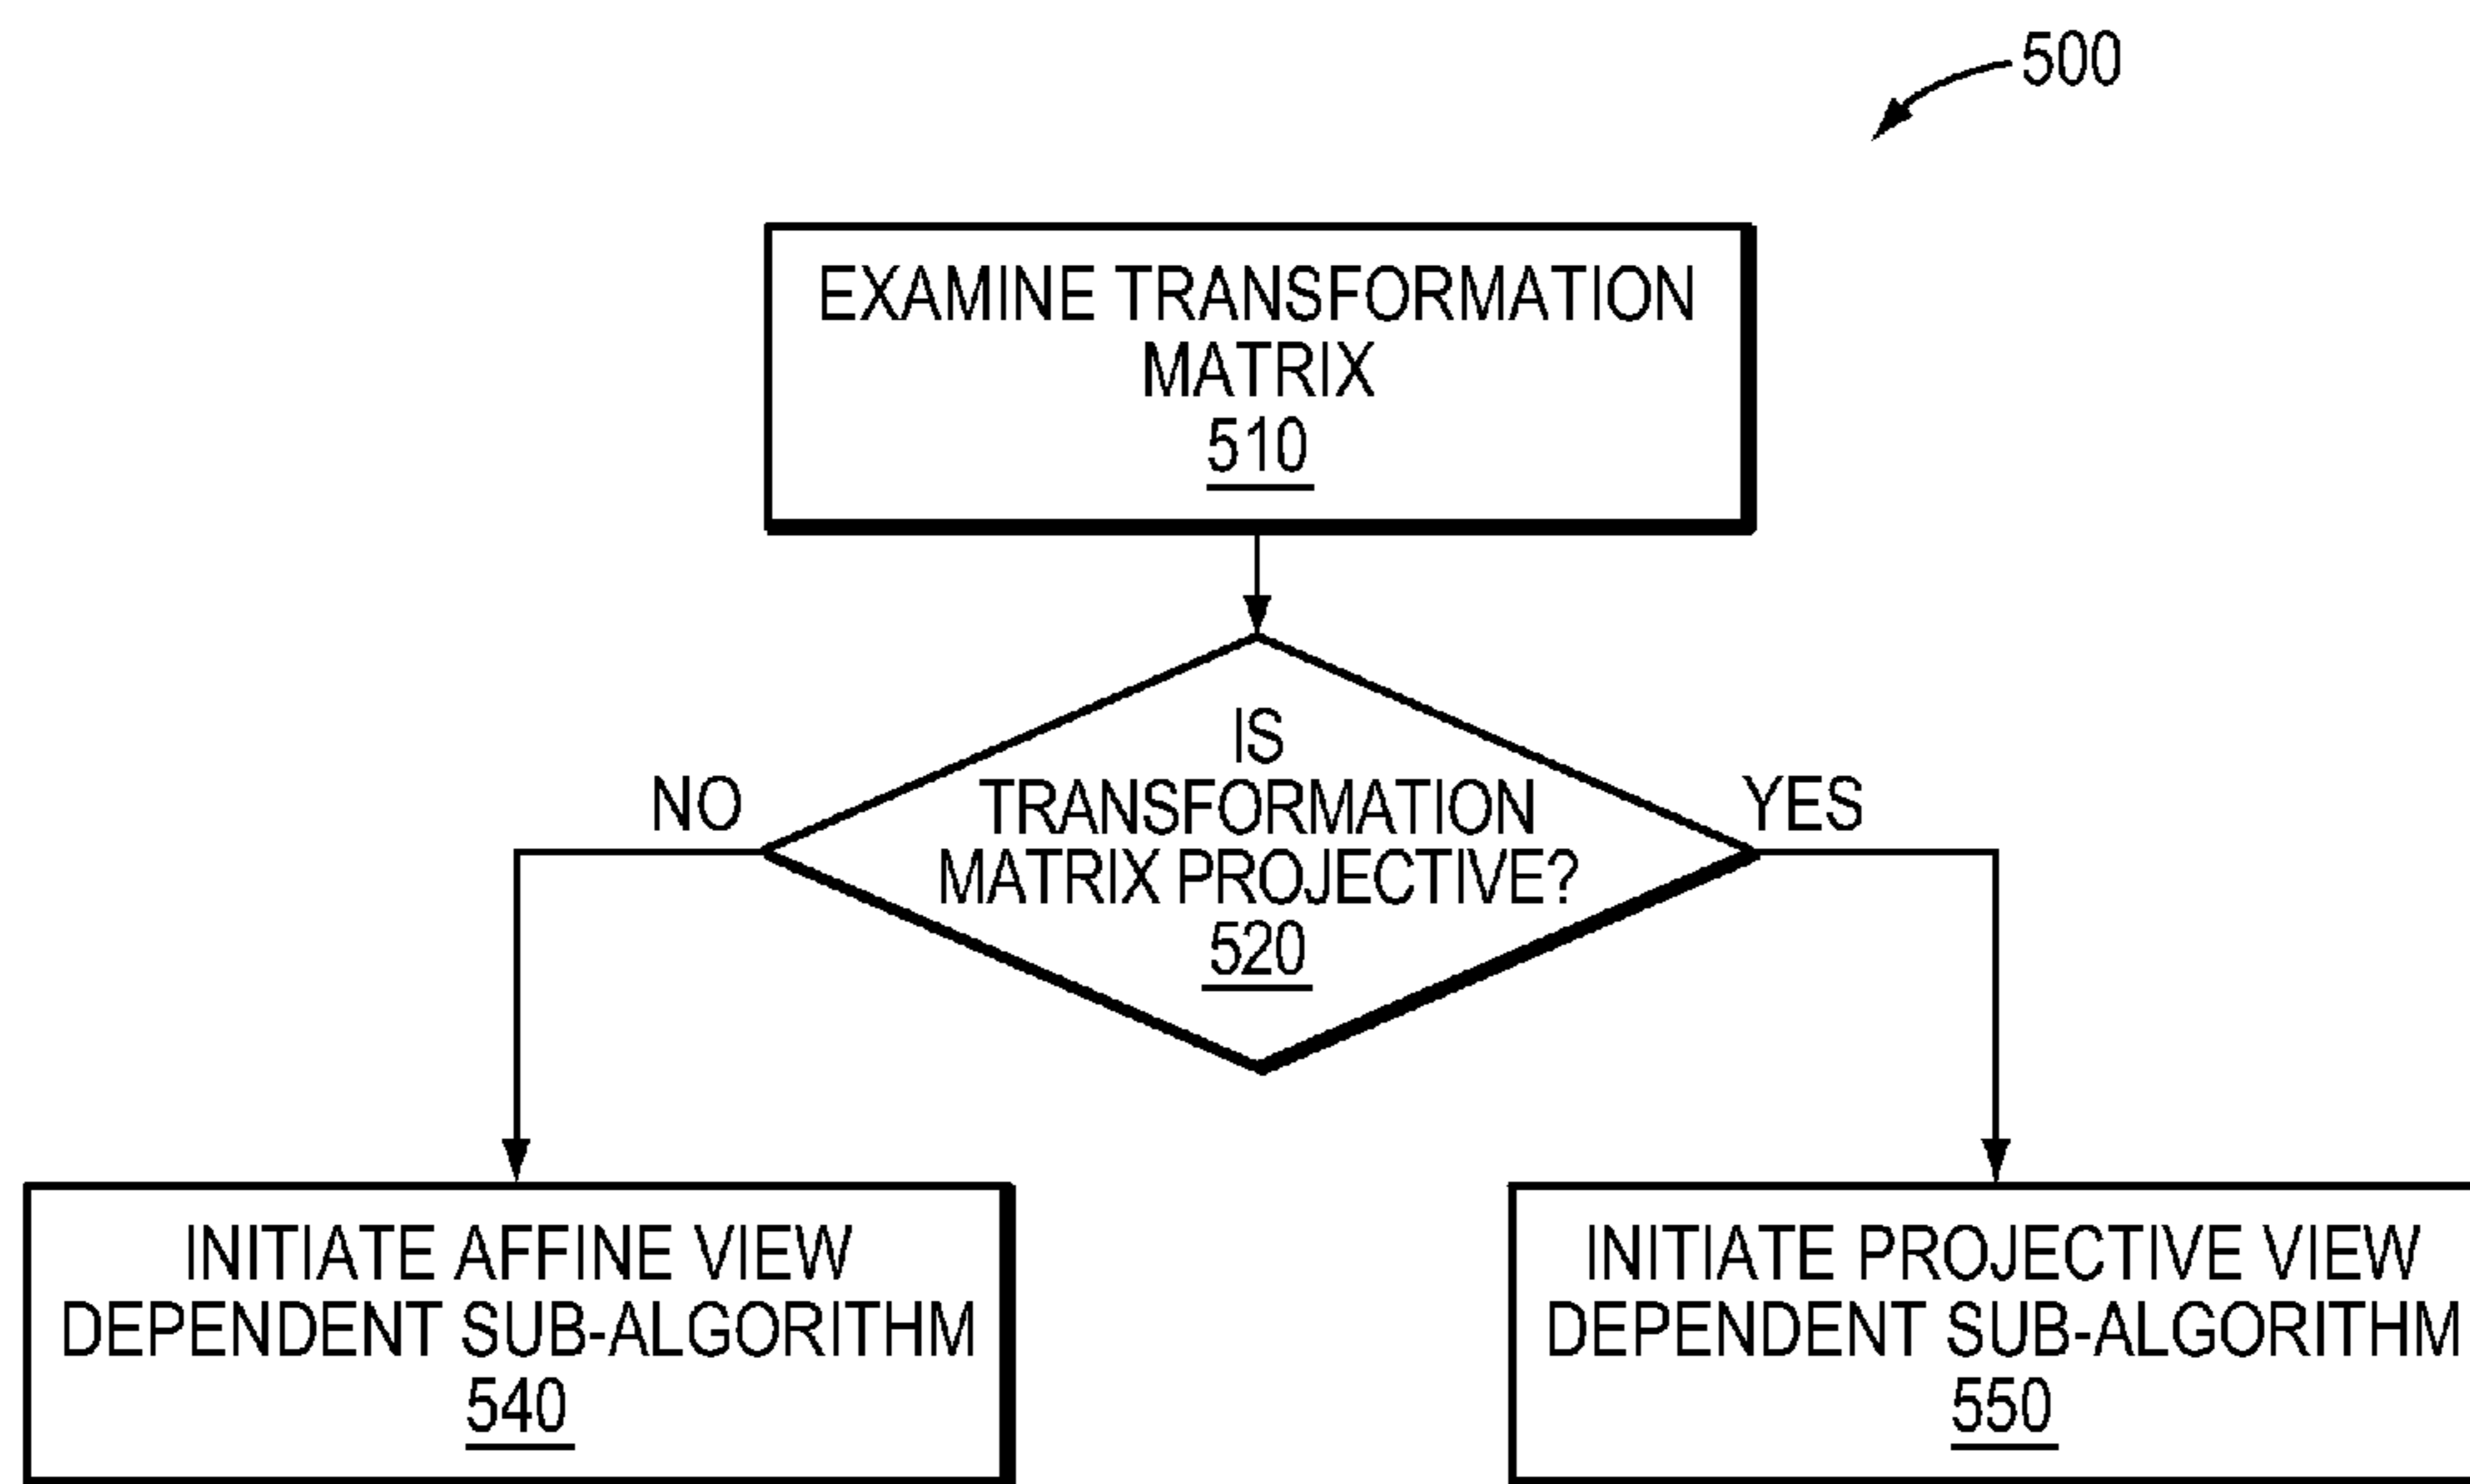 500
EXAMINE TRANSFORMATION
MATRIX
510
IS
TRANSFORMATION
MATRIX PROJECTIVE?
520
NO
YES
INITIATE AFFINE VIEW
DEPENDENT SUB-ALGORITHM
540
INITIATE PROJECTIVE VIEW
DEPENDENT SUB-ALGORITHM
550